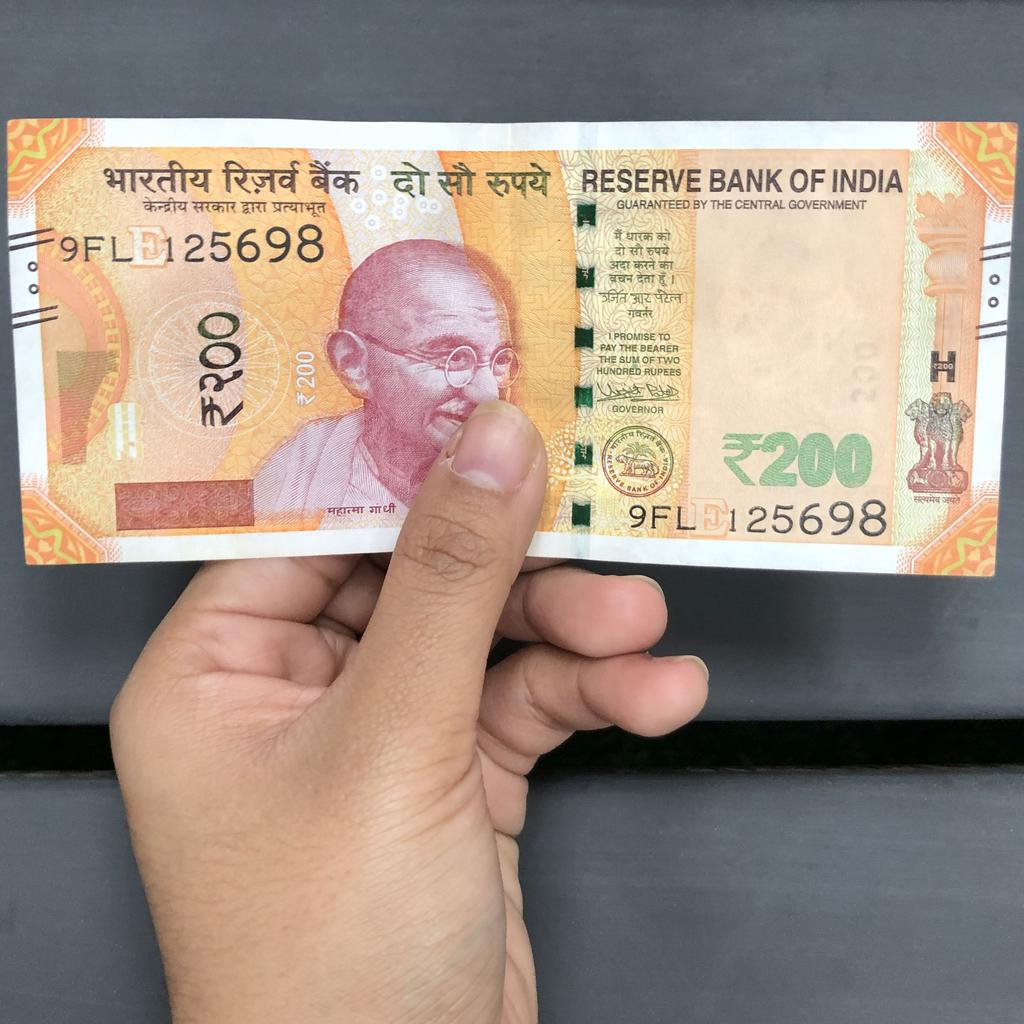 भारतीय रिज़र्व बैंक दो सौ रुपये
केन्द्रीय सरकार द्वारा प्रत्याभूत
9FL E 125698
₹२००
₹200
महात्मा गाँधी
RESERVE BANK OF INDIA
GUARANTEED BY THE CENTRAL GOVERNMENT
मैं धारक को
दो सौ रुपये
अदा करने का
वचन देता हूँ ।
उर्जित आर पटेल
गवर्नर
I PROMISE TO
PAY THE BEARER
THE SUM OF TWO
HUNDRED RUPEES
GOVERNOR
भारतीय रिज़र्व बैंक
RESERVE BANK OF INDIA
₹200
₹200
सत्यमेव जयते
9FL E 125698